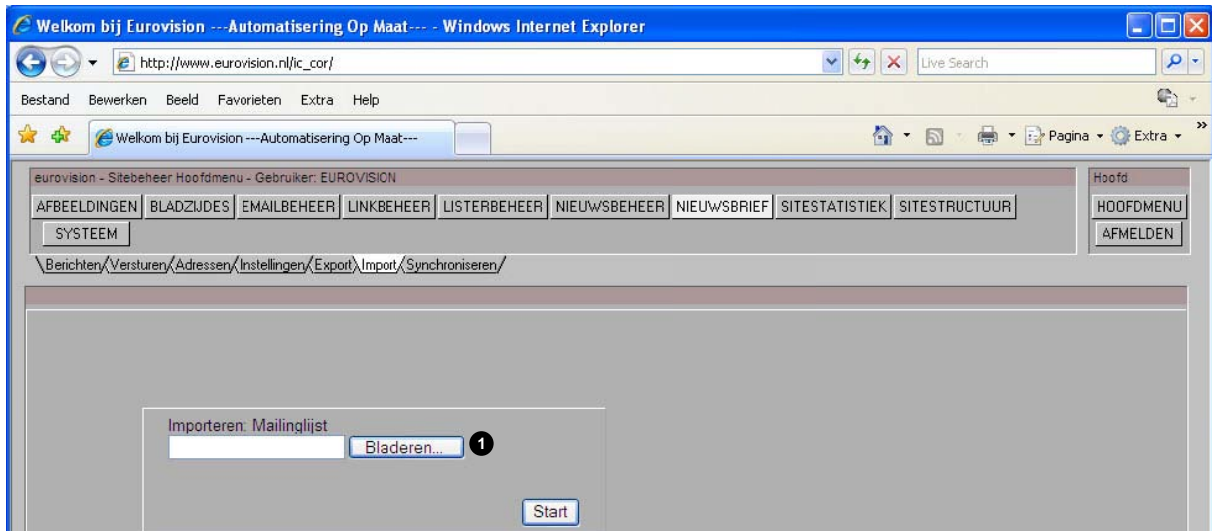 Welkom bij Eurovision ---Automatisering Op Maat--- - Windows Internet Explorer
http://www.eurovision.nl/ic_cor/
Live Search
Bestand Bewerken Beeld Favorieten Extra Help
Welkom bij Eurovision ---Automatisering Op Maat---
Pagina Extra »
eurovision - Sitebeheer Hoofdmenu - Gebruiker: EUROVISION
Hoofd
AFBEELDINGEN BLADZIJDES EMAILBEHEER LINKBEHEER LISTERBEHEER NIEUWSBEHEER NIEUWSBRIEF SITESTATISTIEK SITESTRUCTUUR
HOOFDMENU
SYSTEEM
AFMELDEN
\Berichten/Versturen/Adressen/Instellingen/Export\Import/Synchroniseren/
Importeren: Mailinglijst
Bladeren... 1
Start